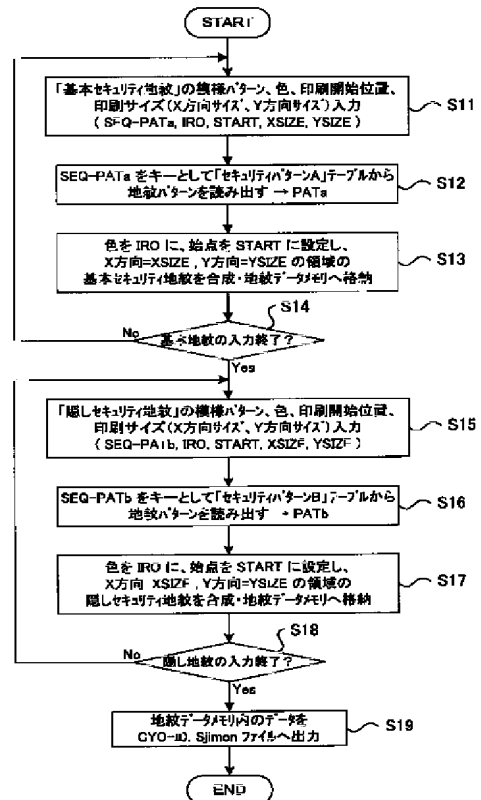 START
「基本セキュリティ地紋」の模様パターン、色、印刷開始位置、
印刷サイズ(X方向サイズ、Y方向サイズ)入力
( SEQ-PATa, IRO, START, XSIZE, YSIZE )
S11
SEQ-PATa をキーとして「セキュリティパターンA」テーブルから
地紋パターンを読み出す → PATa
S12
色を IRO に、始点を START に設定し、
X方向=XSIZE , Y方向=YSIZE の領域の
基本セキュリティ地紋を合成・地紋データメモリへ格納
S13
S14
No
基本地紋の入力終了?
Yes
「隠しセキュリティ地紋」の模様パターン、色、印刷開始位置、
印刷サイズ(X方向サイズ、Y方向サイズ)入力
( SEQ-PATb, IRO, START, XSIZE, YSIZE )
S15
SEQ-PATb をキーとして「セキュリティパターンB」テーブルから
地紋パターンを読み出す → PATb
S16
色を IRO に、始点を START に設定し、
X方向=XSIZE , Y方向=YSIZE の領域の
隠しセキュリティ地紋を合成・地紋データメモリへ格納
S17
S18
No
隠し地紋の入力終了?
Yes
地紋データメモリ内のデータを
GYO-ID. Sjimon ファイルへ出力
S19
END